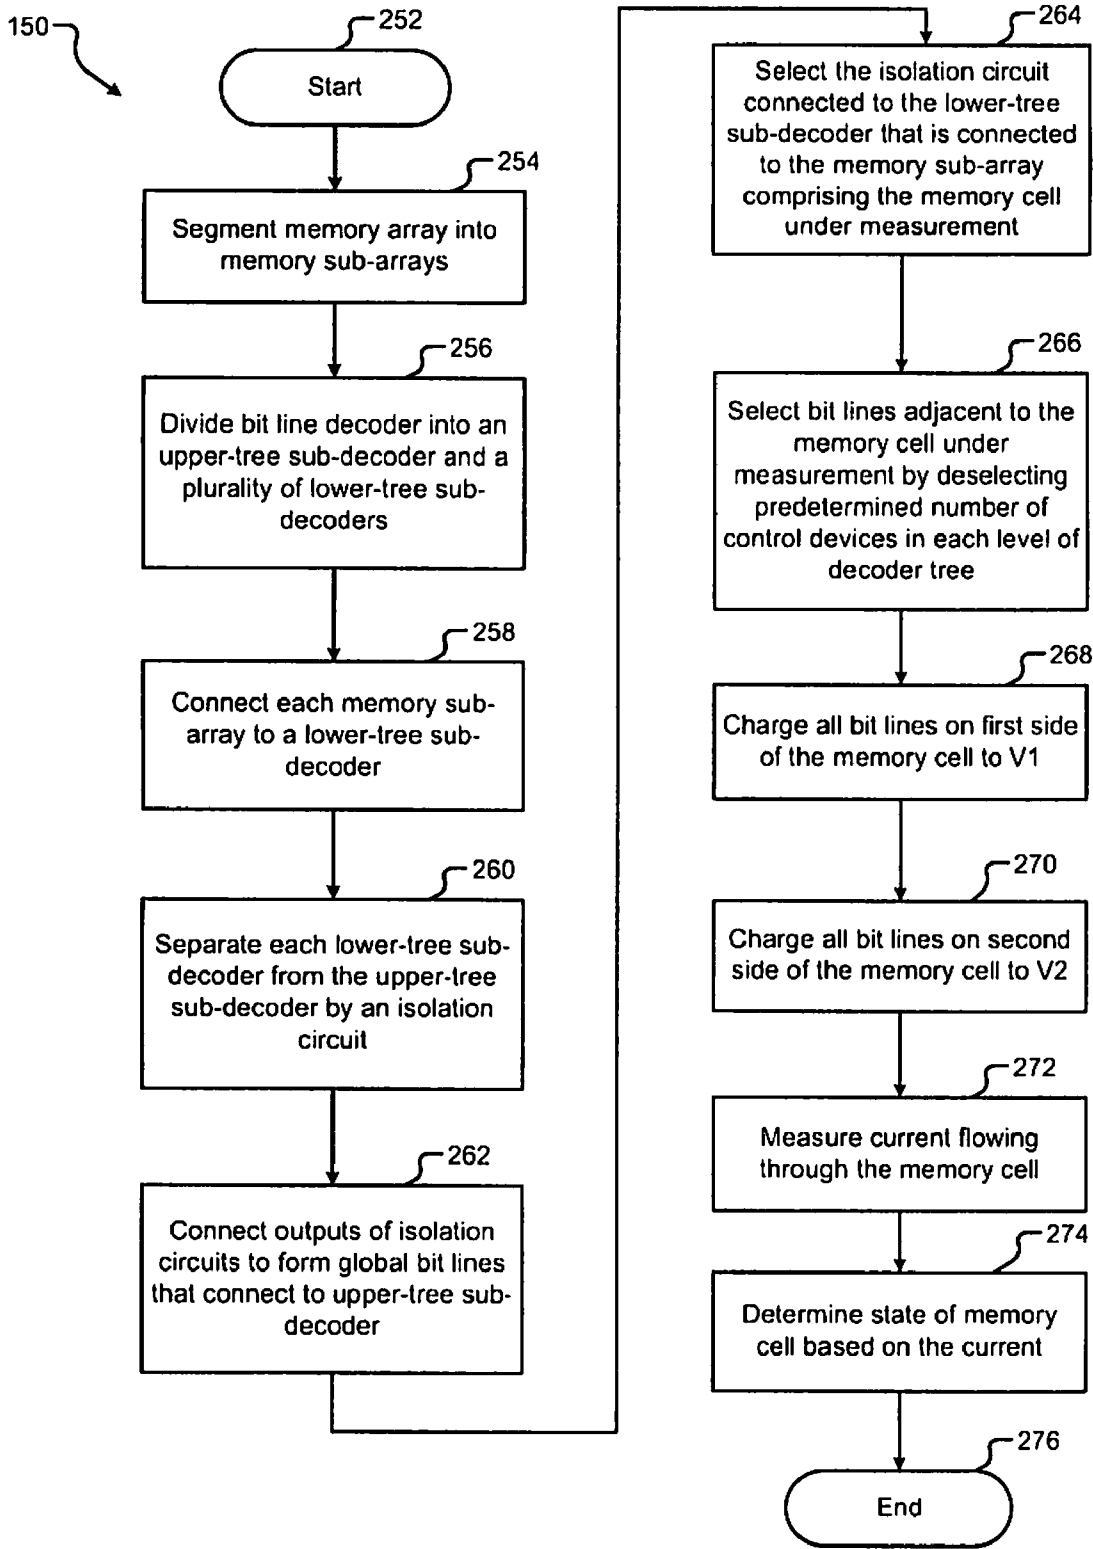 150
252
Start
254
Segment memory array into
memory sub-arrays
256
Divide bit line decoder into an
upper-tree sub-decoder and a
plurality of lower-tree sub-
decoders
258
Connect each memory sub-
array to a lower-tree sub-
decoder
260
Separate each lower-tree sub-
decoder from the upper-tree
sub-decoder by an isolation
circuit
262
Connect outputs of isolation
circuits to form global bit lines
that connect to upper-tree sub-
decoder
264
Select the isolation circuit
connected to the lower-tree
sub-decoder that is connected
to the memory sub-array
comprising the memory cell
under measurement
266
Select bit lines adjacent to the
memory cell under
measurement by deselecting
predetermined number of
control devices in each level of
decoder tree
268
Charge all bit lines on first side
of the memory cell to V1
270
Charge all bit lines on second
side of the memory cell to V2
272
Measure current flowing
through the memory cell
274
Determine state of memory
cell based on the current
276
End